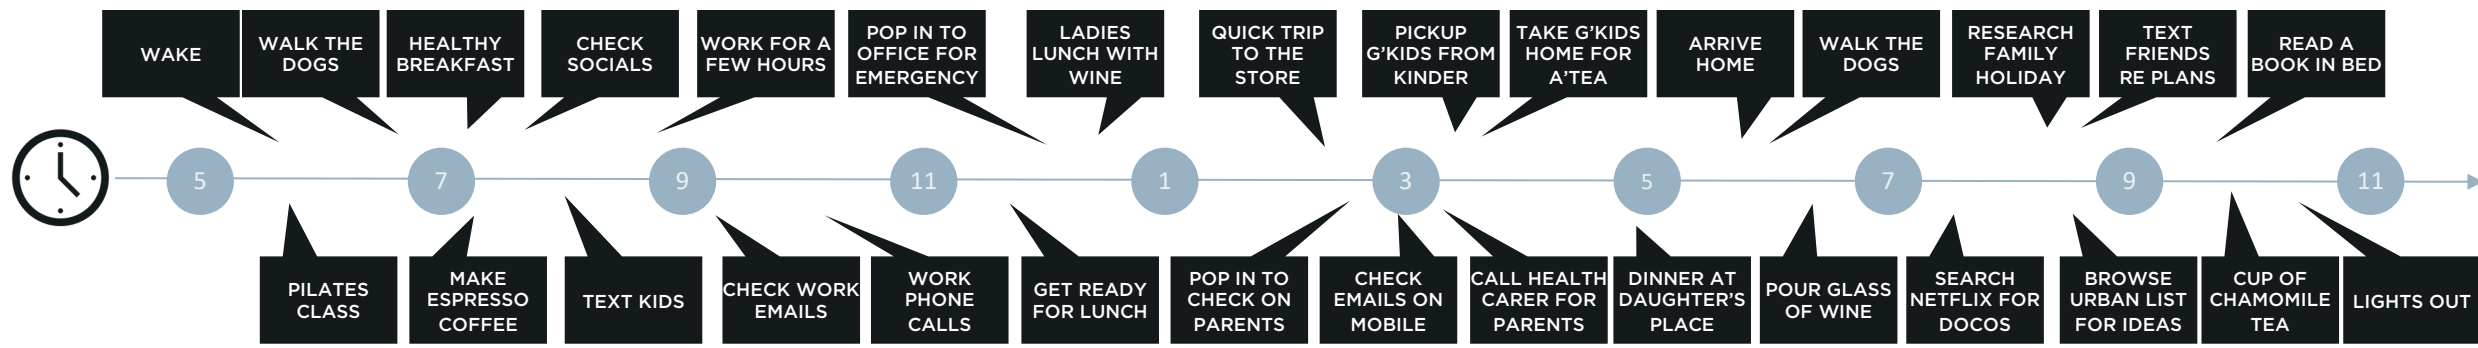 WAKE
WALK THE
DOGS
HEALTHY
BREAKFAST
CHECK
SOCIALS
WORK FOR A
FEW HOURS
POP IN TO
OFFICE FOR
EMERGENCY
LADIES
LUNCH WITH
WINE
QUICK TRIP
TO THE
STORE
PICKUP
G'KIDS FROM
KINDER
TAKE G'KIDS
HOME FOR
A'TEA
ARRIVE
HOME
WALK THE
DOGS
RESEARCH
FAMILY
HOLIDAY
TEXT
FRIENDS
RE PLANS
READ A
BOOK IN BED
5
7
9
11
1
3
5
7
9
11
PILATES
CLASS
MAKE
ESPRESSO
COFFEE
TEXT KIDS
CHECK WORK
EMAILS
WORK
PHONE
CALLS
GET READY
FOR LUNCH
POP IN TO
CHECK ON
PARENTS
CHECK
EMAILS ON
MOBILE
CALL HEALTH
CARER FOR
PARENTS
DINNER AT
DAUGHTER'S
PLACE
POUR GLASS
OF WINE
SEARCH
NETFLIX FOR
DOCOS
BROWSE
URBAN LIST
FOR IDEAS
CUP OF
CHAMOMILE
TEA
LIGHTS OUT